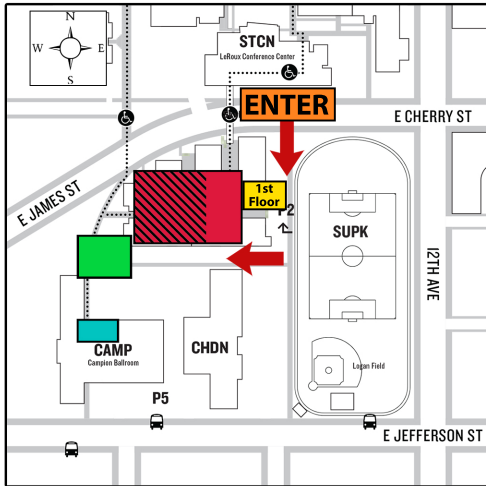 N
W E
S
STCN
LeRoux Conference Center
ENTER
E CHERRY ST
E JAMES ST
1st
Floor
P2
SUPK
12TH AVE
CAMP
Campion Ballroom
CHDN
Logan Field
P5
E JEFFERSON ST